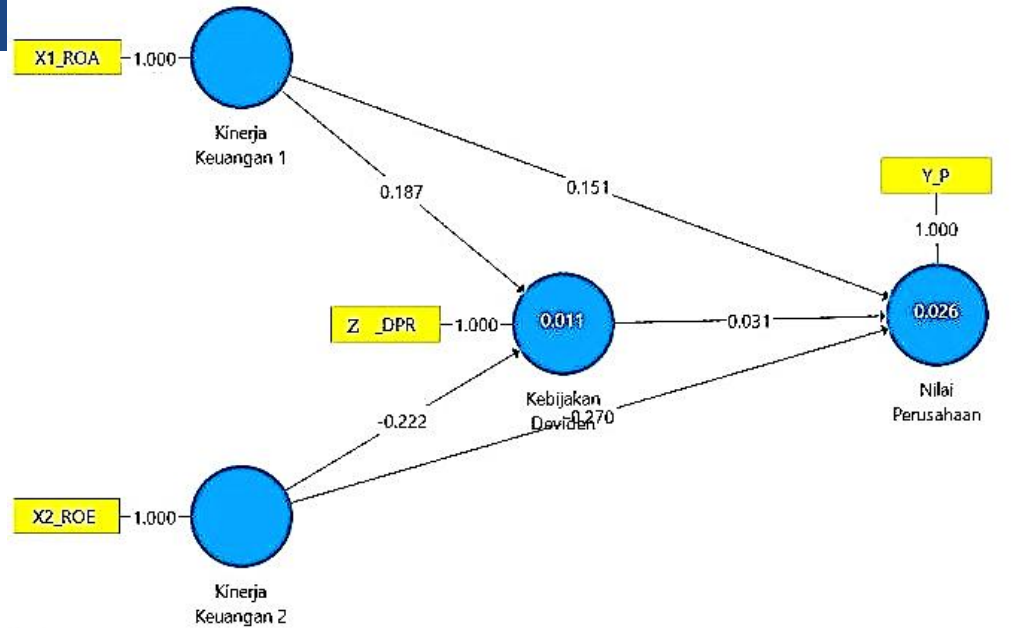 X1_ROA
1.000
Kinerja
Keuangan 1
0.187
0.151
Y_P
1.000
Z _DPR
1.000
0.011
0.031
0.026
Kebijakan
Deviden
Nilai
Perusahaan
-0.222
-0.270
X2_ROE
1.000
Kinerja
Keuangan 2